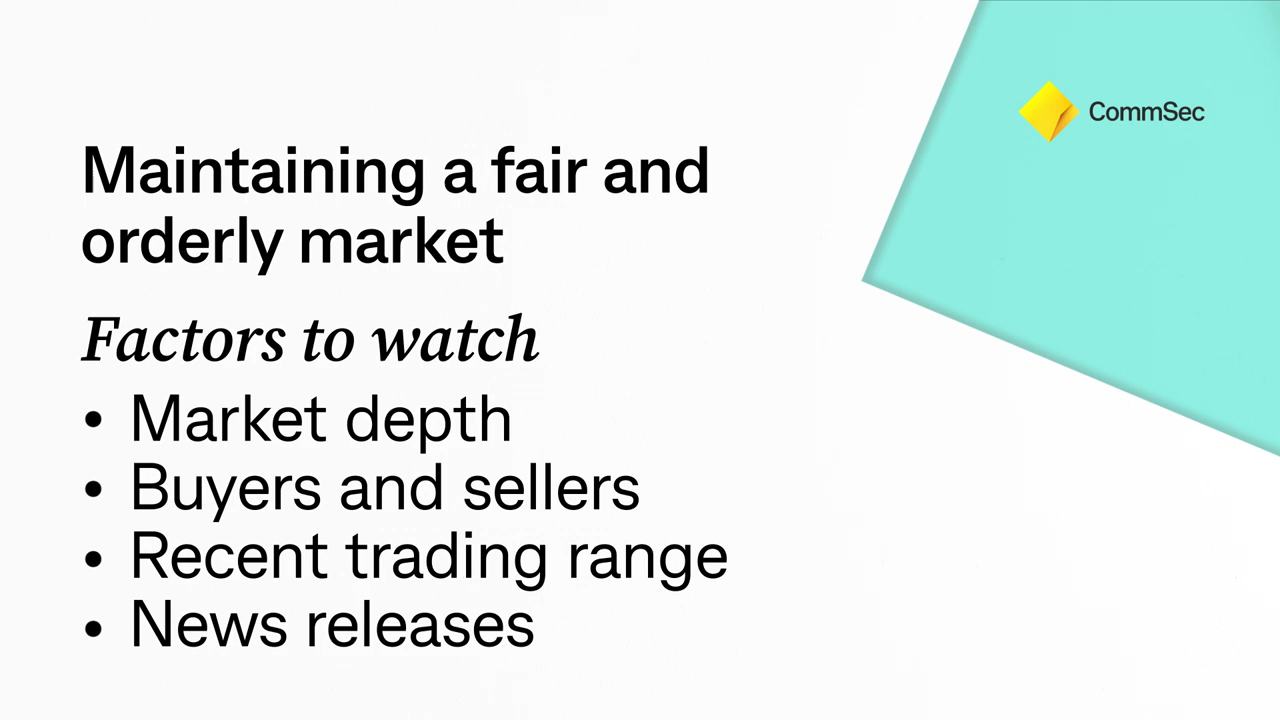 CommSec
Maintaining a fair and
orderly market
Factors to watch
• Market depth
• Buyers and sellers
• Recent trading range
• News releases